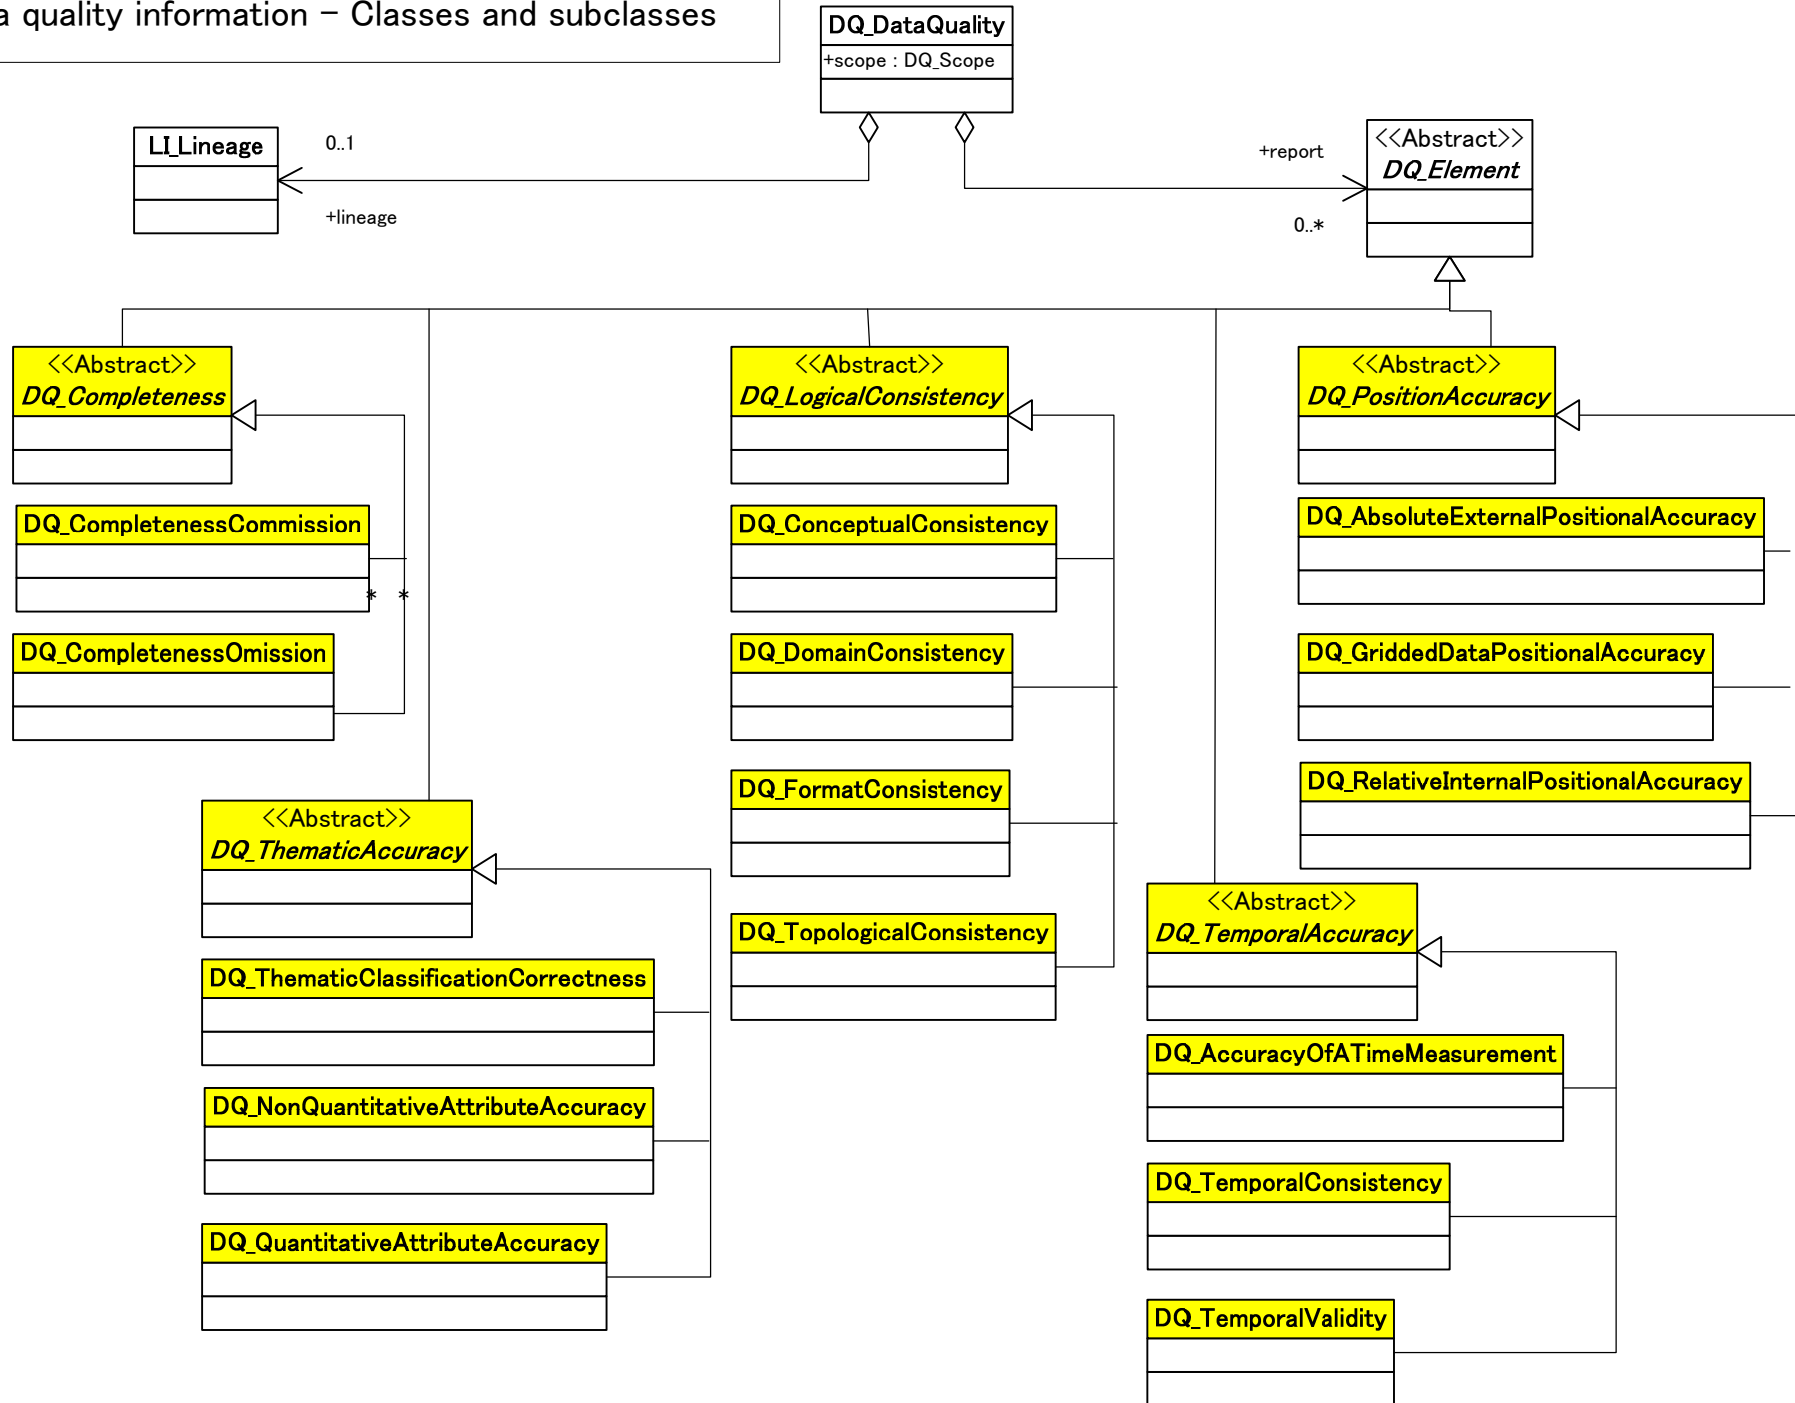 a quality information – Classes and subclasses
DQ_DataQuality
+scope : DQ_Scope
LI_Lineage
0..1
+lineage
+report
0..*
<<Abstract>>
DQ_Element
<<Abstract>>
DQ_Completeness
<<Abstract>>
DQ_LogicalConsistency
<<Abstract>>
DQ_PositionAccuracy
DQ_CompletenessCommission
* *
DQ_CompletenessOmission
DQ_ConceptualConsistency
DQ_DomainConsistency
DQ_FormatConsistency
DQ_TopologicalConsistency
DQ_AbsoluteExternalPositionalAccuracy
DQ_GriddedDataPositionalAccuracy
DQ_RelativeInternalPositionalAccuracy
<<Abstract>>
DQ_ThematicAccuracy
DQ_ThematicClassificationCorrectness
DQ_NonQuantitativeAttributeAccuracy
DQ_QuantitativeAttributeAccuracy
<<Abstract>>
DQ_TemporalAccuracy
DQ_AccuracyOfATimeMeasurement
DQ_TemporalConsistency
DQ_TemporalValidity